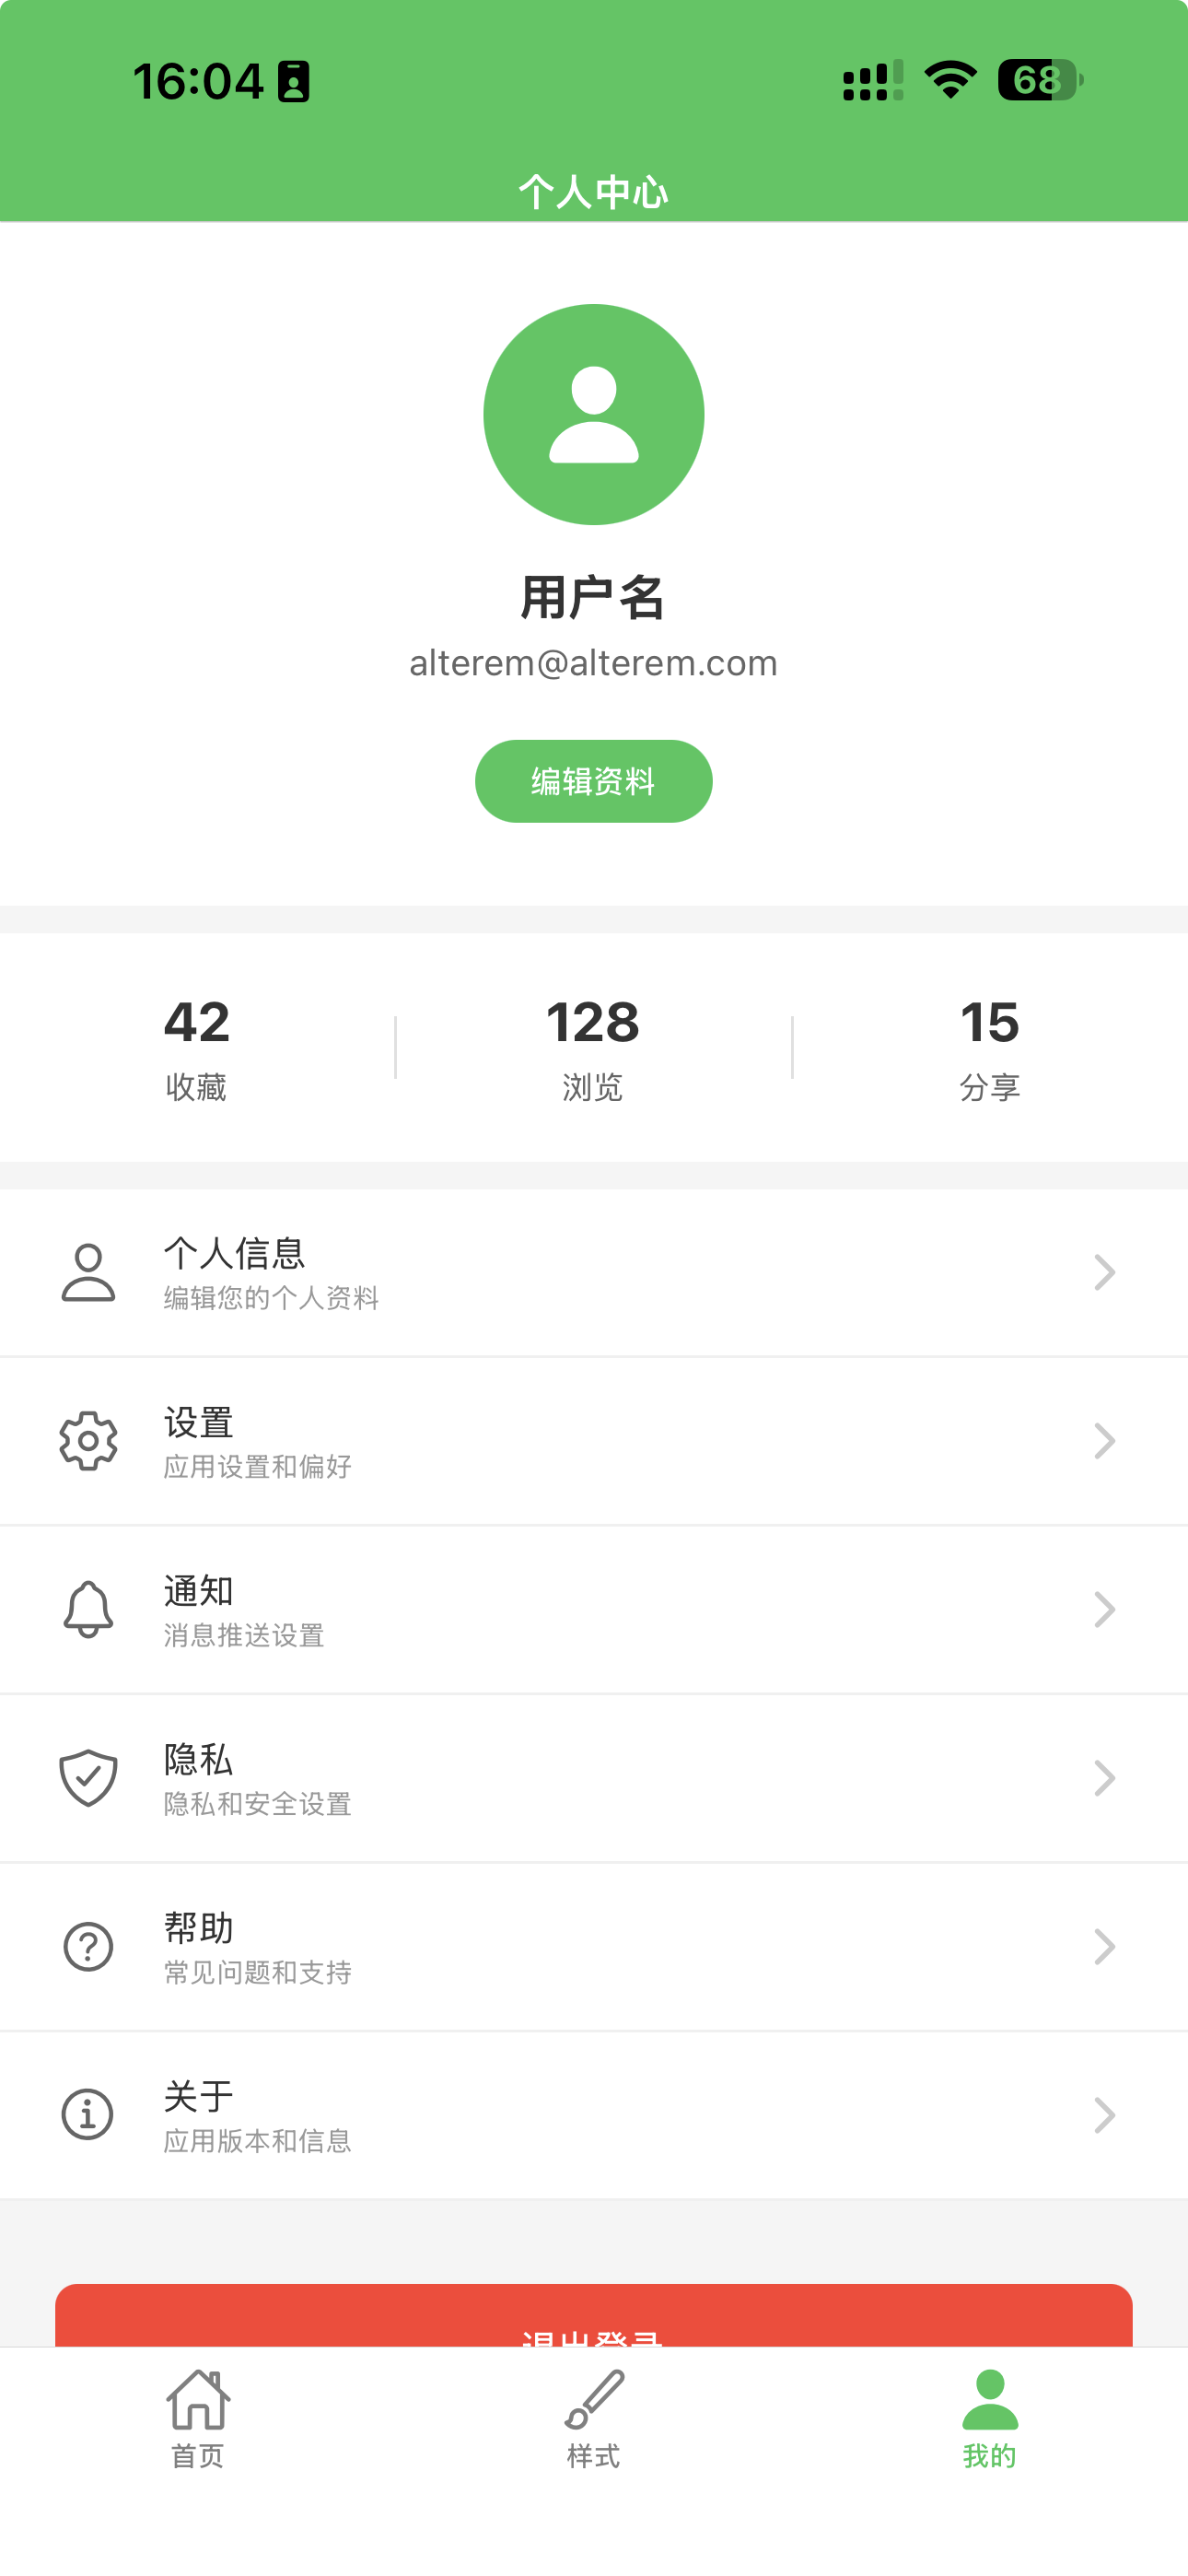 16:04
68
个人中心
用户名
alterem@alterem.com
编辑资料
42
128
15
收藏
浏览
分享
个人信息
编辑您的个人资料
设置
应用设置和偏好
通知
消息推送设置
隐私
隐私和安全设置
帮助
常见问题和支持
关于
应用版本和信息
退出登录
首页
样式
我的